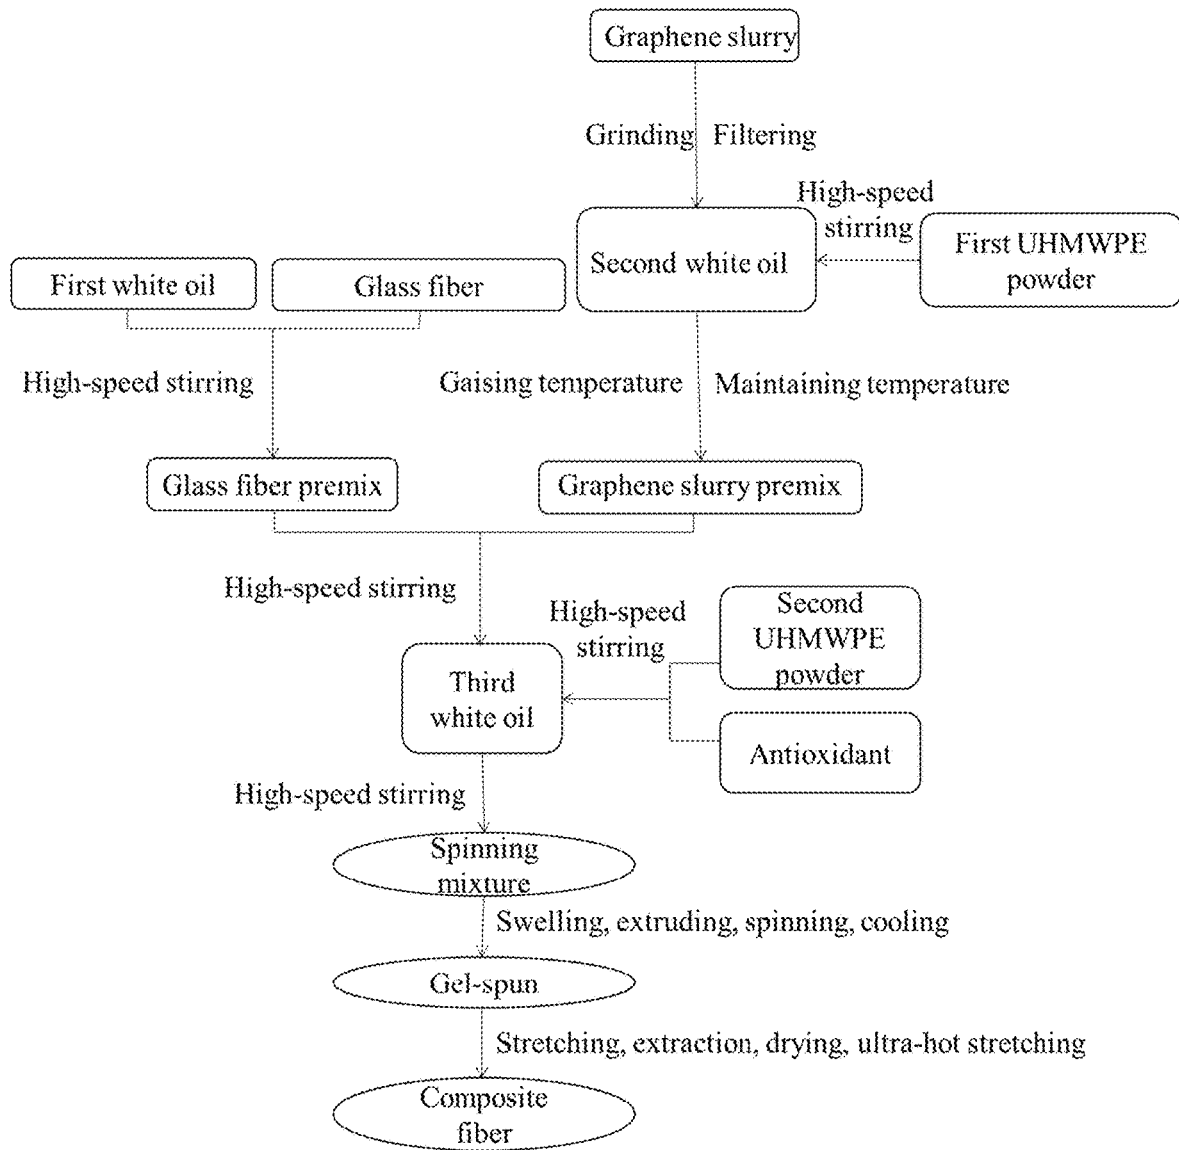 Graphene slurry
Grinding Filtering
High-speed
stirring
Second white oil
First UHMWPE
powder
First white oil
Glass fiber
High-speed stirring
Gaising temperature
Maintaining temperature
Glass fiber premix
Graphene slurry premix
High-speed stirring
High-speed
stirring
Second
UHMWPE
powder
Third
white oil
Antioxidant
High-speed stirring
Spinning
mixture
Swelling, extruding, spinning, cooling
Gel-spun
Stretching, extraction, drying, ultra-hot stretching
Composite
fiber